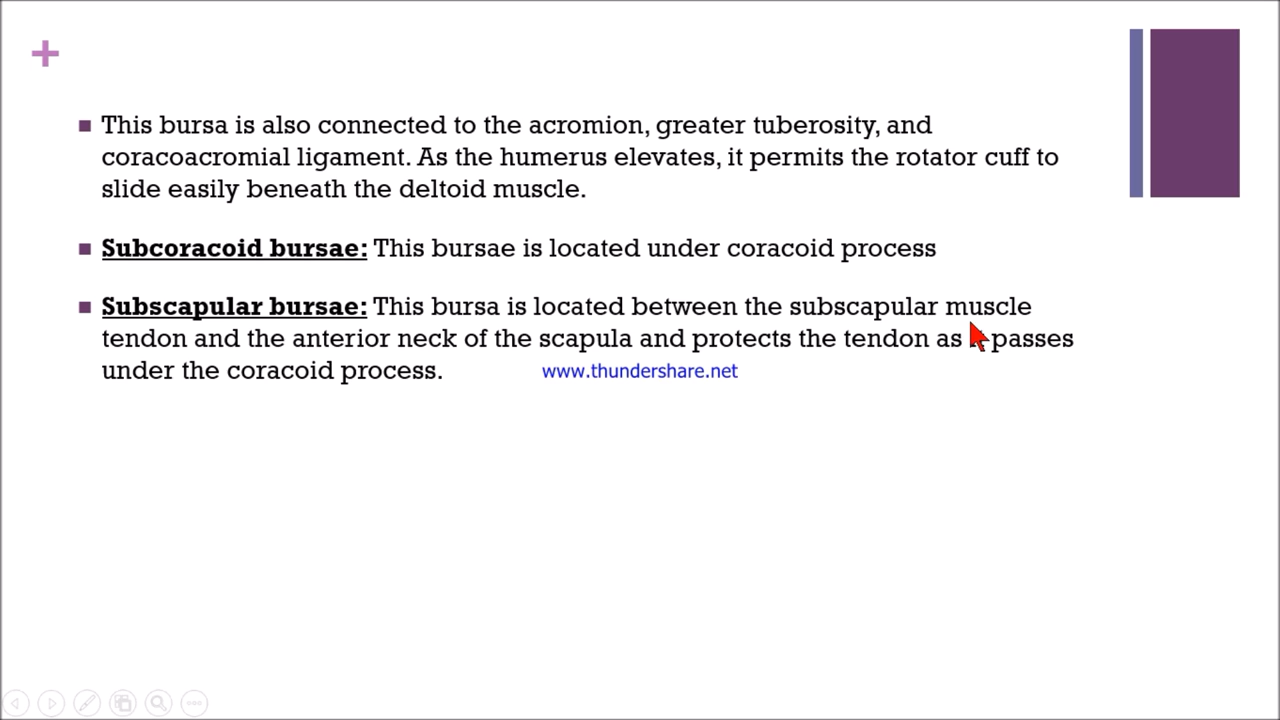 This bursa is also connected to the acromion, greater tuberosity, and
coracoacromial ligament. As the humerus elevates, it permits the rotator cuff to
slide easily beneath the deltoid muscle.
Subcoracoid bursae: This bursae is located under coracoid process
Subscapular bursae: This bursa is located between the subscapular muscle
tendon and the anterior neck of the scapula and protects the tendon as passes
under the coracoid process.
www.thundershare.net